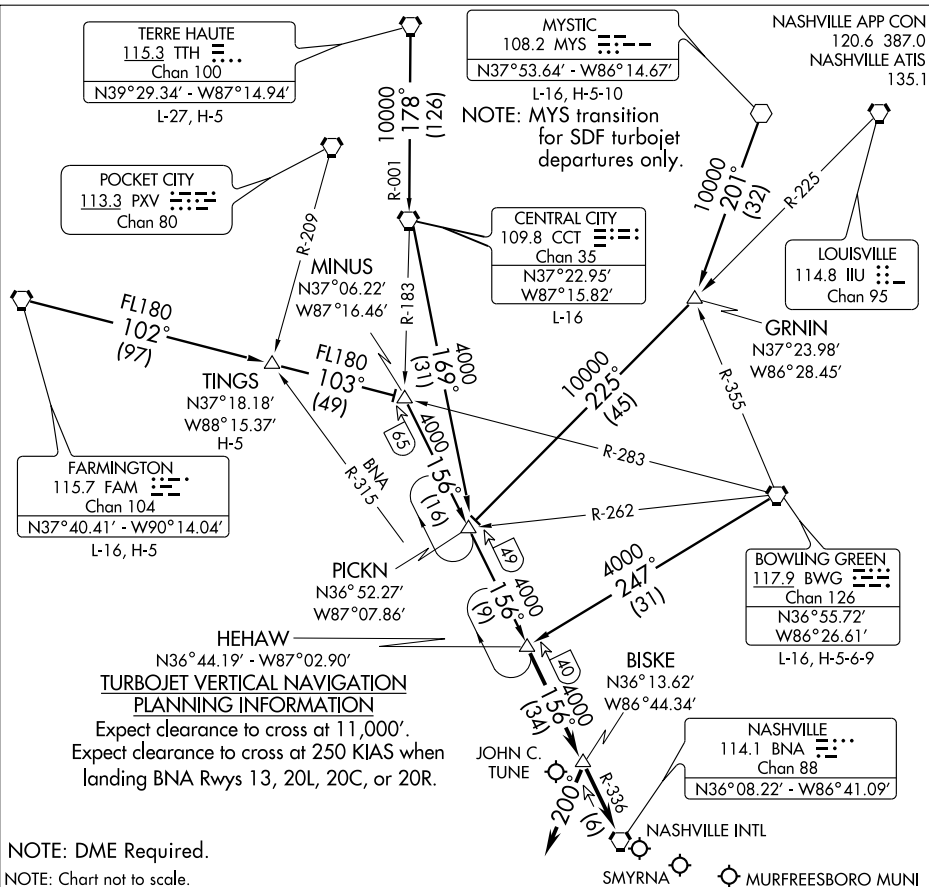 TERRE HAUTE
115.3 TTH
Chan 100
N39°29.34' - W87°14.94'
L-27, H-5
MYSTIC
108.2 MYS
N37°53.64' - W86°14.67'
L-16, H-5-10
NOTE: MYS transition
for SDF turbojet
departures only.
NASHVILLE APP CON
120.6 387.0
NASHVILLE ATIS
135.1
10000
178°
(126)
R-001
POCKET CITY
113.3 PXV
Chan 80
R-209
10000
201°
(32)
R-225
LOUISVILLE
114.8 IIU
Chan 95
CENTRAL CITY
109.8 CCT
Chan 35
N37°22.95'
W87°15.82'
L-16
MINUS
N37°06.22'
W87°16.46'
R-183
GRNIN
N37°23.98'
W86°28.45'
FL180
102°
(97)
TINGS
N37°18.18'
W88°15.37'
H-5
FL180
103°
(49)
4000
169°
(31)
10000
225°
(45)
R-355
FARMINGTON
115.7 FAM
Chan 104
N37°40.41' - W90°14.04'
L-16, H-5
BNA
R-315
65
4000
156°
(16)
R-283
R-262
PICKN
N36°52.27'
W87°07.86'
49
4000
156°
(9)
4000
247°
(31)
BOWLING GREEN
117.9 BWG
Chan 126
N36°55.72'
W86°26.61'
L-16, H-5-6-9
HEHAW
N36°44.19' - W87°02.90'
TURBOJET VERTICAL NAVIGATION
PLANNING INFORMATION
Expect clearance to cross at 11,000'.
Expect clearance to cross at 250 KIAS when
landing BNA Rwys 13, 20L, 20C, or 20R.
40
4000
156°
(34)
BISKE
N36°13.62'
W86°44.34'
JOHN C.
TUNE
200°
R-336
(6)
NASHVILLE
114.1 BNA
Chan 88
N36°08.22' - W86°41.09'
NASHVILLE INTL
SMYRNA
MURFREESBORO MUNI
NOTE: DME Required.
NOTE: Chart not to scale.